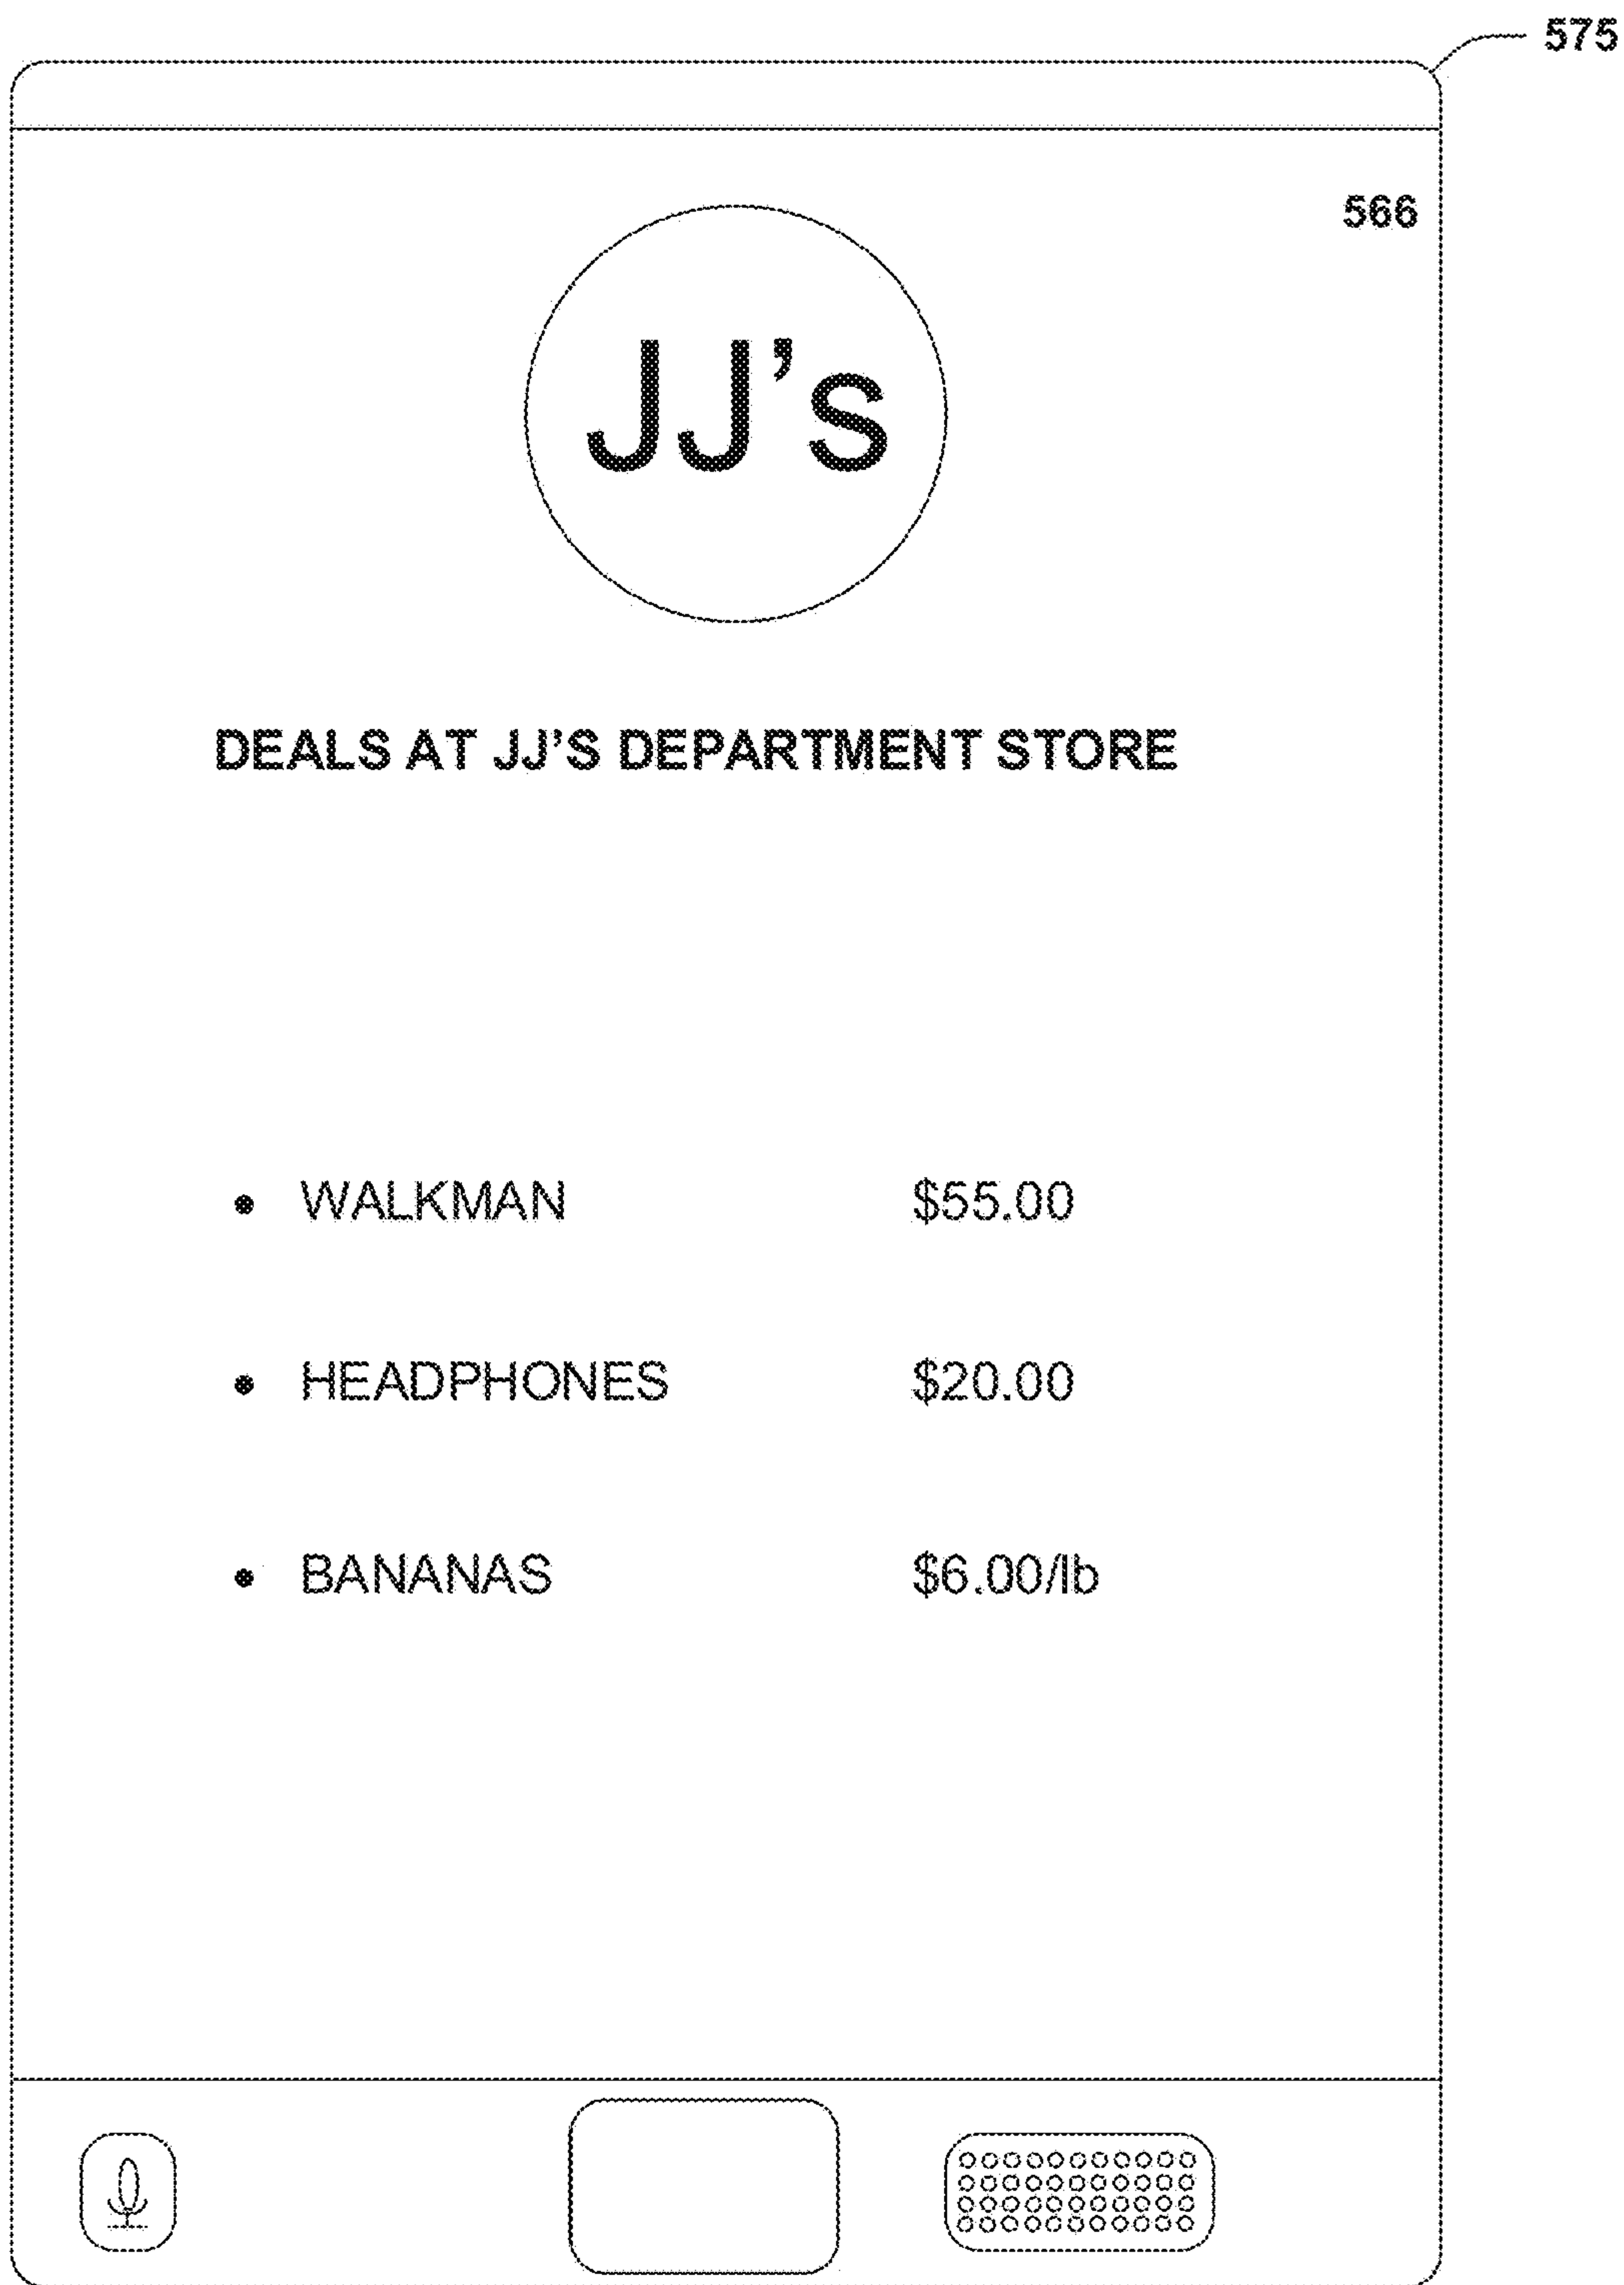 575
566
JJ's
DEALS AT JJ'S DEPARTMENT STORE
• WALKMAN $55.00
• HEADPHONES $20.00
• BANANAS $6.00/lb